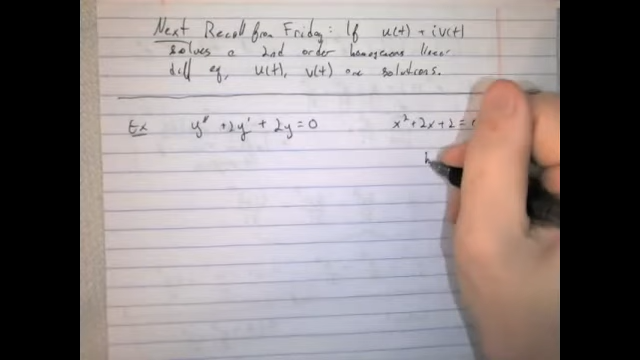 Next Recall from Friday: If u(t) + iv(t)
solves a 2nd order homogeneous linear
diff eq, u(t), v(t) are solutions.
Ex y" + 2y' + 2y = 0 x² + 2x + 2 =